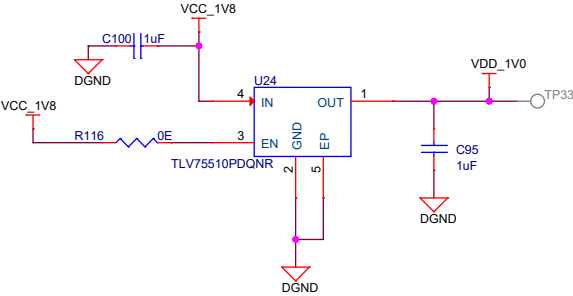 VCC_1V8
C100 1uF
DGND
VDD_1V0
U24
TP33
VCC_1V8
4 IN OUT 1
R116 0E 3 EN GND EP
C95
1uF
TLV75510PDQNR
2 5
DGND
DGND